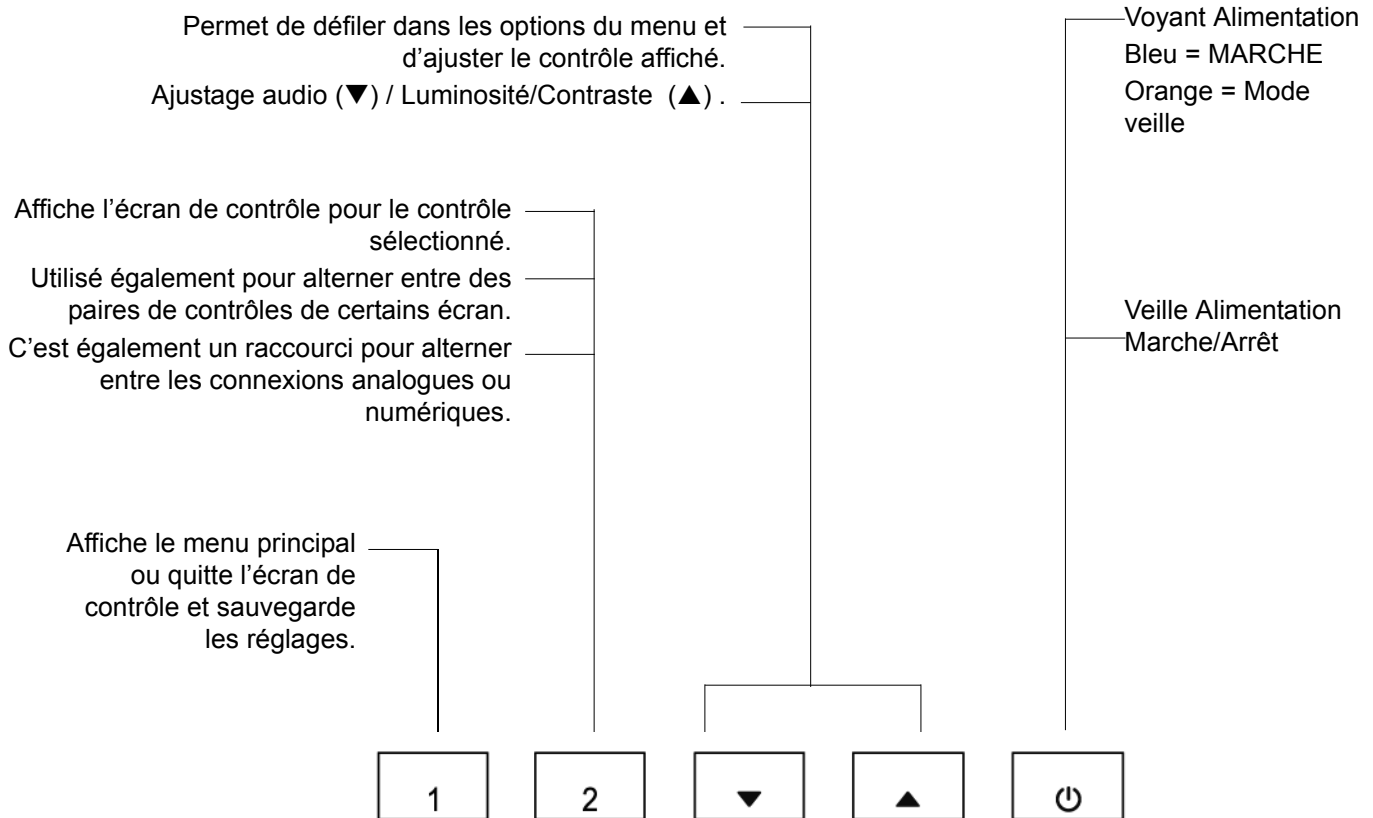 Permet de défiler dans les options du menu et
d’ajuster le contrôle affiché.
Ajustage audio (▼) / Luminosité/Contraste (▲) .
Affiche l’écran de contrôle pour le contrôle
sélectionné.
Utilisé également pour alterner entre des
paires de contrôles de certains écran.
C’est également un raccourci pour alterner
entre les connexions analogues ou
numériques.
Affiche le menu principal
ou quitte l’écran de
contrôle et sauvegarde
les réglages.
Voyant Alimentation
Bleu = MARCHE
Orange = Mode
veille
Veille Alimentation
Marche/Arrêt
1
2
▼
▲
⏻